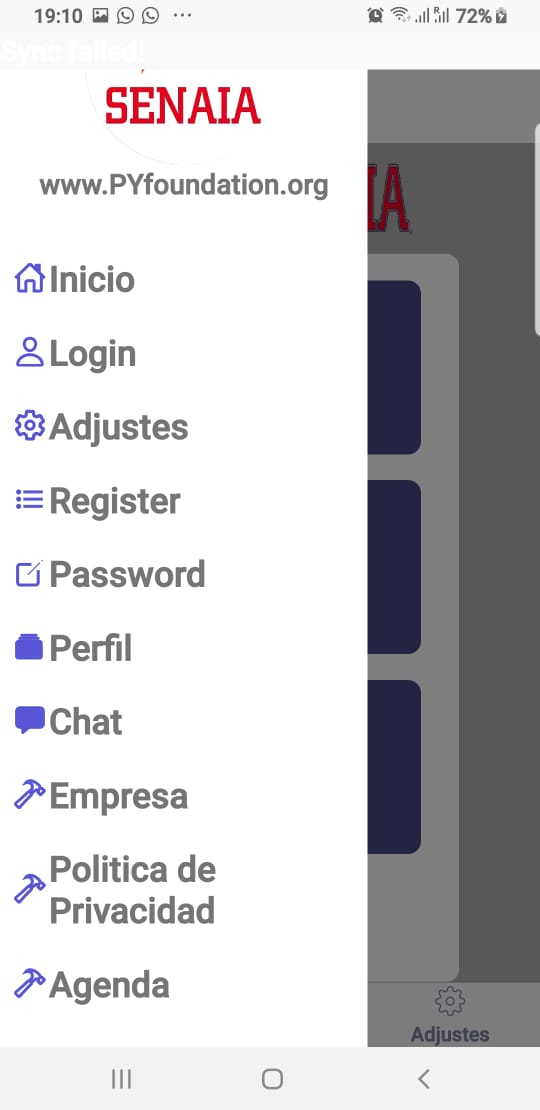 19:10 72%
Sync failed!
SENAIA
www.PYfoundation.org
IA
Inicio
Login
Adjustes
Register
Password
Perfil
Chat
Empresa
Politica de
Privacidad
Agenda
Adjustes